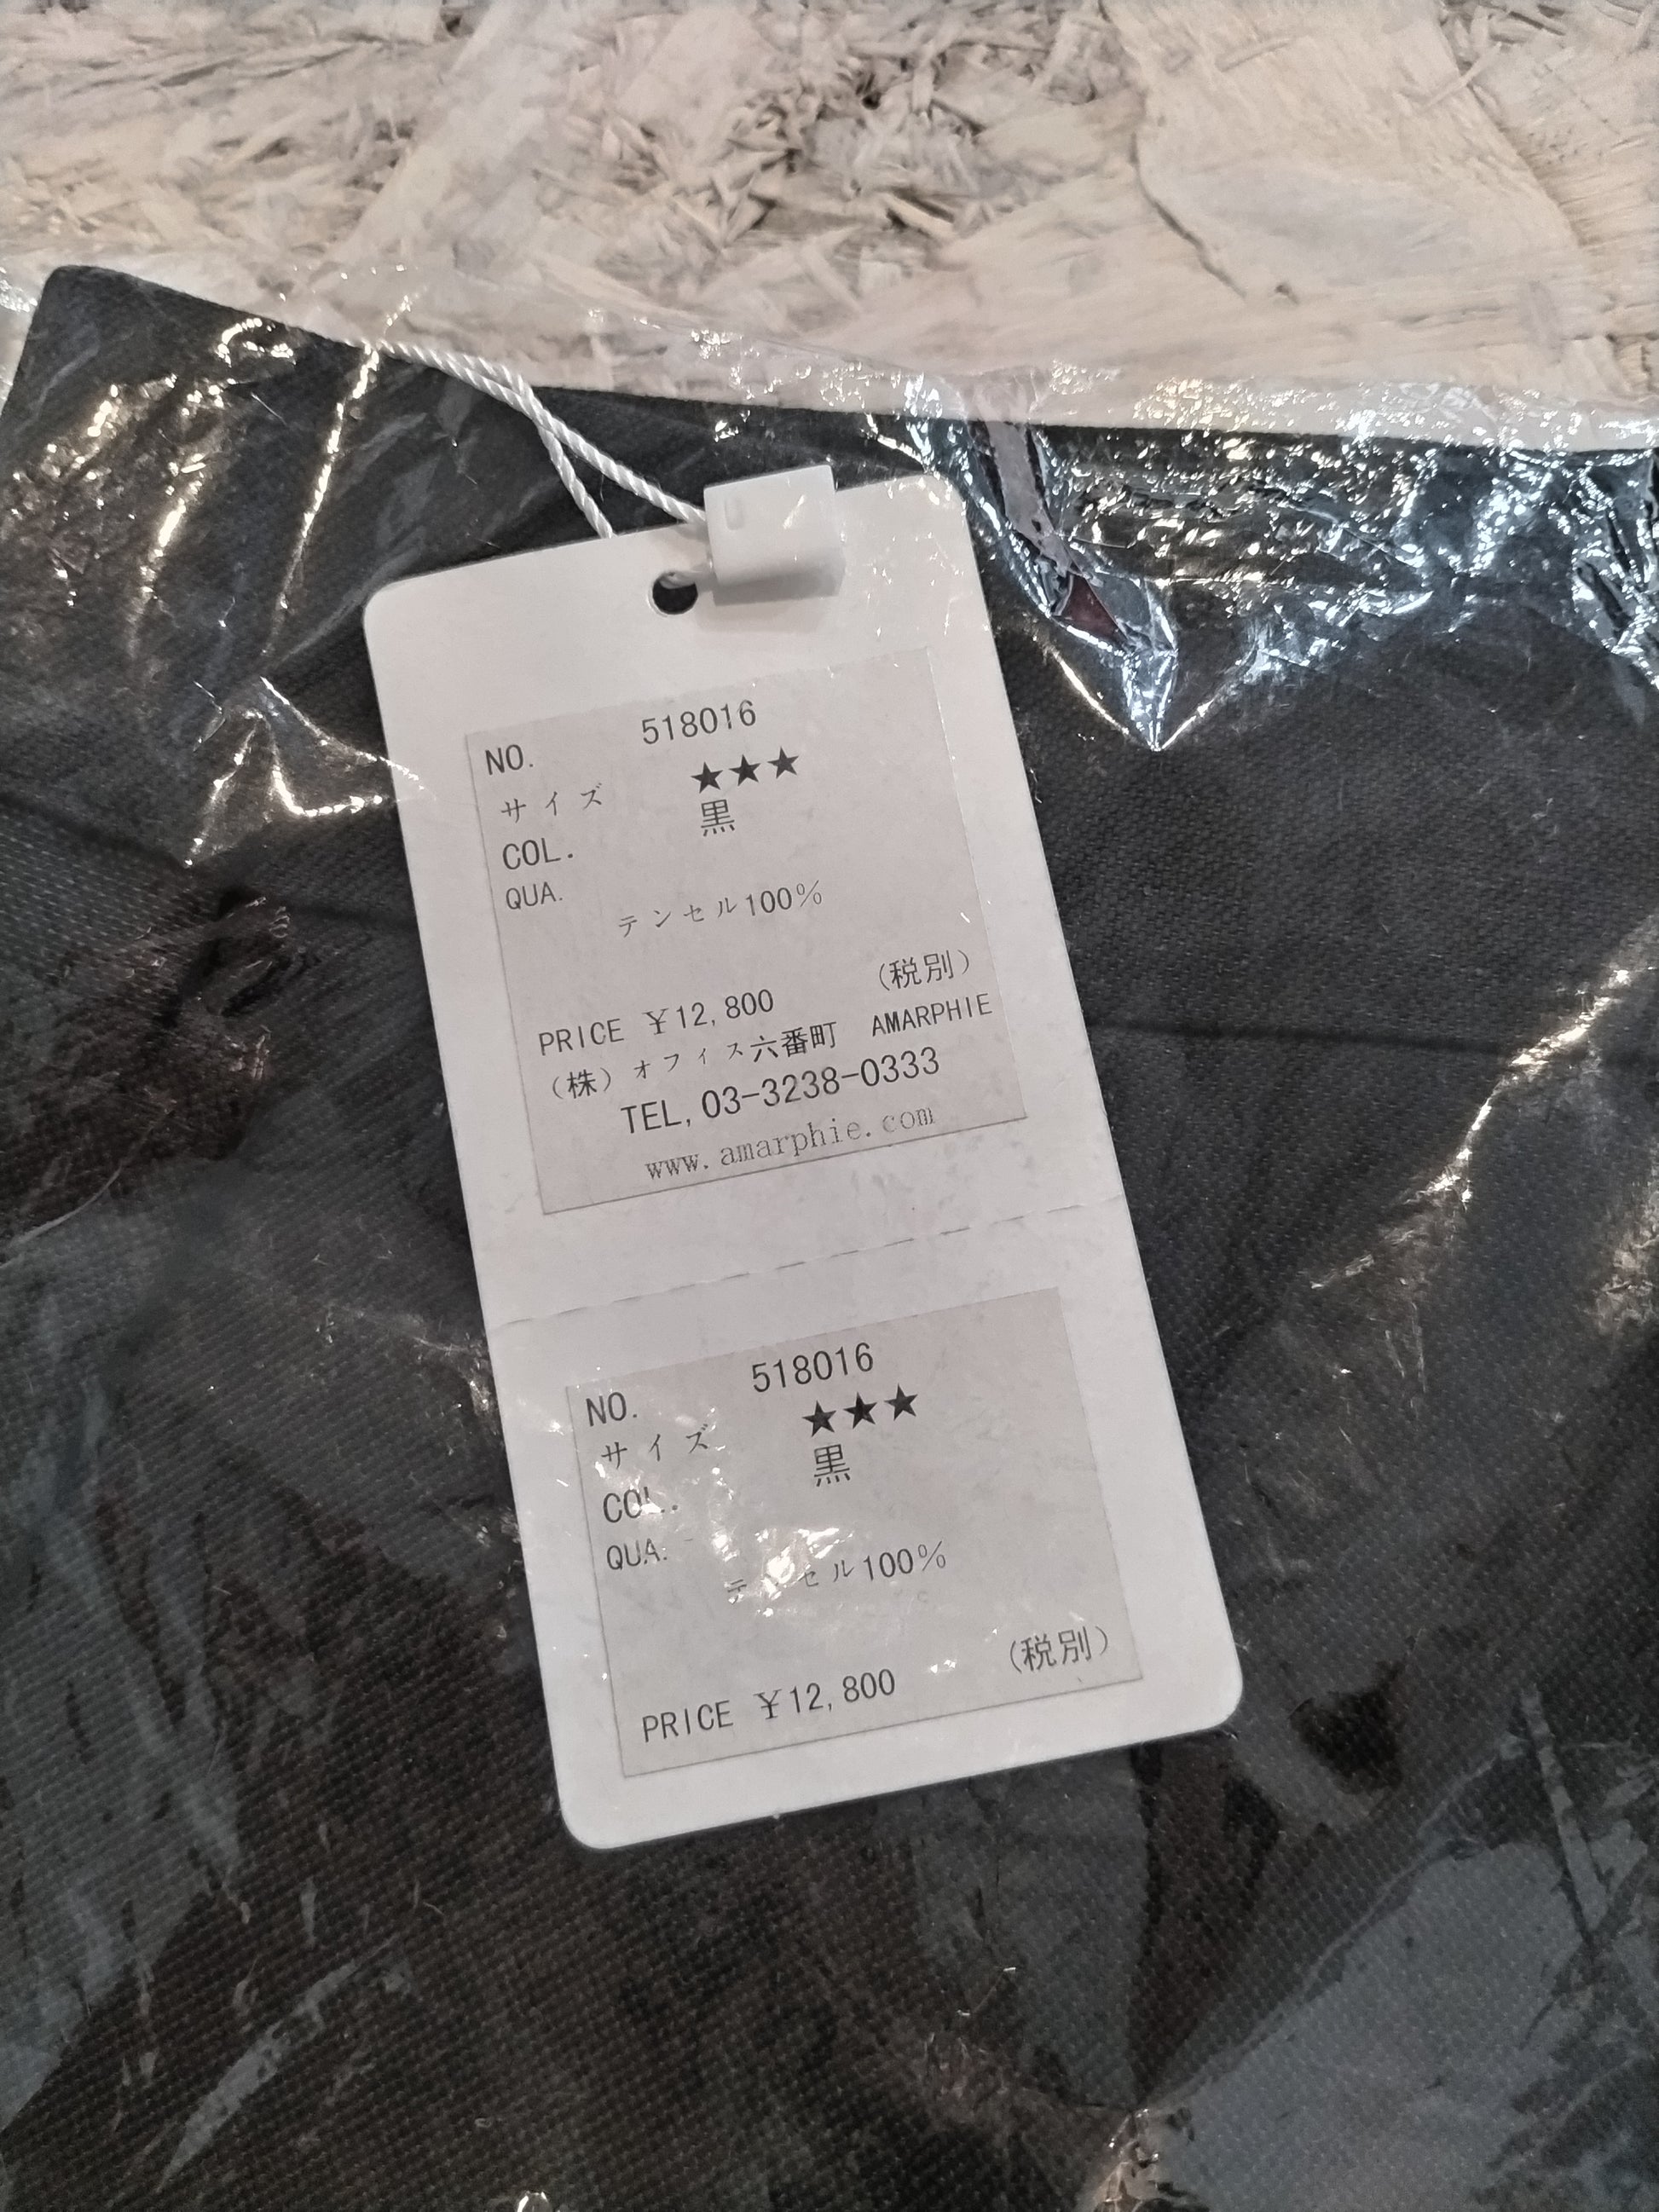 NO. 518016
サイズ ★★★
COL. 黒
QUA.
テンセル100%
(税別)
PRICE ¥12,800
(株)オフィス六番町 AMARPHIE
TEL, 03-3238-0333
www.amarphie.com
NO. 518016
サイズ ★★★
COL. 黒
QUA.
テンセル100%
(税別)
PRICE ¥12,800